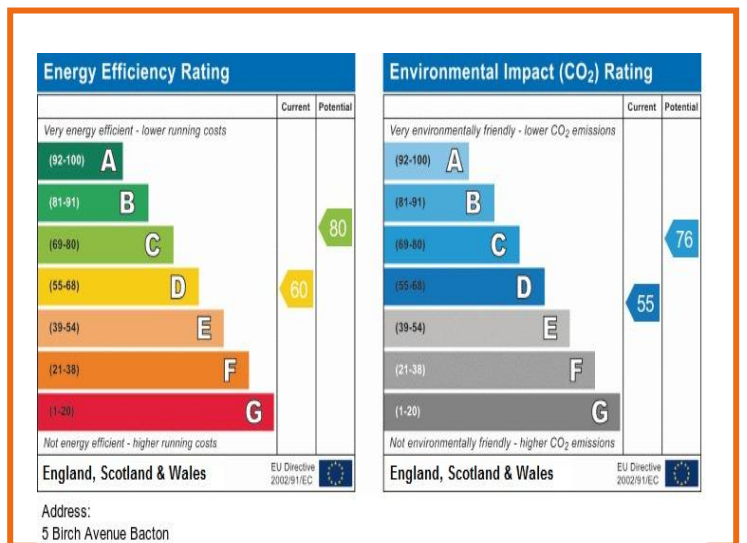 Energy Efficiency Rating
Current Potential
Very energy efficient - lower running costs
(92-100) A
(81-91) B
(69-80) C
(55-68) D
(39-54) E
(21-38) F
(1-20) G
80
60
Not energy efficient - higher running costs
England, Scotland & Wales
EU Directive
2002/91/EC
Environmental Impact (CO₂) Rating
Current Potential
Very environmentally friendly - lower CO₂ emissions
(92-100) A
(81-91) B
(69-80) C
(55-68) D
(39-54) E
(21-38) F
(1-20) G
76
55
Not environmentally friendly - higher CO₂ emissions
England, Scotland & Wales
EU Directive
2002/91/EC
Address:
5 Birch Avenue Bacton